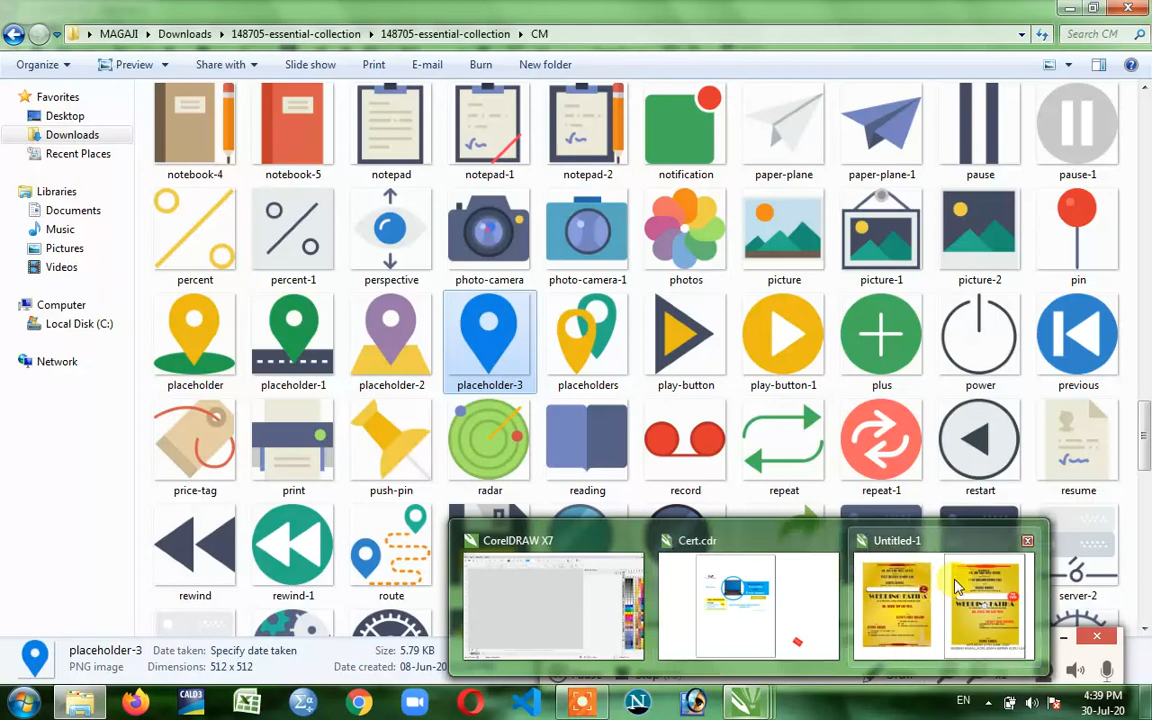 MAGAJI ▸ Downloads ▸ 148705-essential-collection ▸ 148705-essential-collection ▸ CM
Search CM
Organize Preview Share with Slide show Print E-mail Burn New folder
Favorites
Desktop
Downloads
Recent Places
Libraries
Documents
Music
Pictures
Videos
Computer
Local Disk (C:)
Network
notebook-4 notebook-5 notepad notepad-1 notepad-2 notification paper-plane paper-plane-1 pause pause-1
percent percent-1 perspective photo-camera photo-camera-1 photos picture picture-1 picture-2 pin
placeholder placeholder-1 placeholder-2 placeholder-3 placeholders play-button play-button-1 plus power previous
price-tag print push-pin radar reading record repeat repeat-1 restart resume
rewind rewind-1 route server-2
CorelDRAW X7 Cert.cdr Untitled-1
WEDDING FATIHA WEDDING FATIHA
placeholder-3 Date taken: Specify date taken Size: 5.79 KB
PNG image Dimensions: 512 x 512 Date created: 08-Jun-20
CALD3
EN
4:39 PM
30-Jul-20